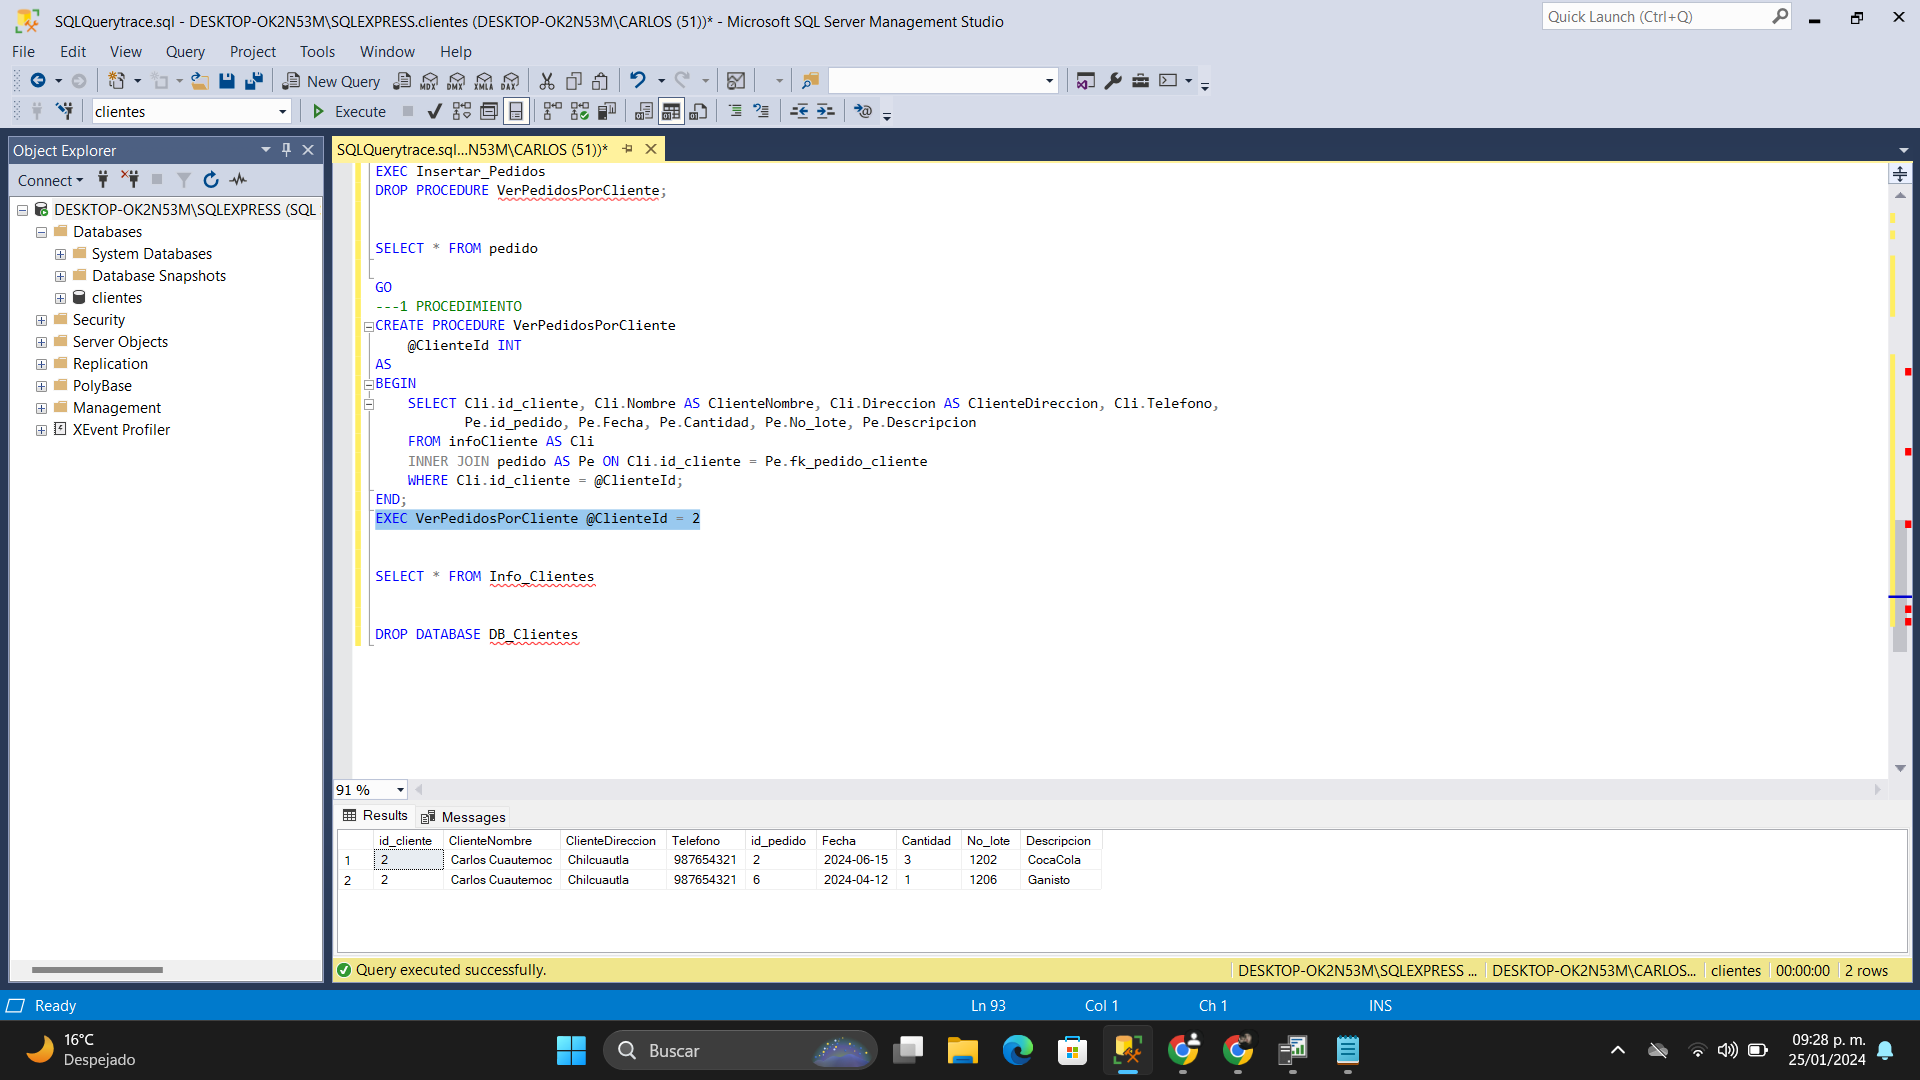 SQLQuerytrace.sql - DESKTOP-OK2N53M\SQLEXPRESS.clientes (DESKTOP-OK2N53M\CARLOS (51))* - Microsoft SQL Server Management Studio
Quick Launch (Ctrl+Q)
File Edit View Query Project Tools Window Help
New Query MDX DMX XMLA DAX
clientes Execute
Object Explorer
SQLQuerytrace.sql...N53M\CARLOS (51))*
Connect
DESKTOP-OK2N53M\SQLEXPRESS (SQL
Databases
System Databases
Database Snapshots
clientes
Security
Server Objects
Replication
PolyBase
Management
XEvent Profiler
EXEC Insertar_Pedidos
DROP PROCEDURE VerPedidosPorCliente;
SELECT * FROM pedido
GO
---1 PROCEDIMIENTO
CREATE PROCEDURE VerPedidosPorCliente
@ClienteId INT
AS
BEGIN
SELECT Cli.id_cliente, Cli.Nombre AS ClienteNombre, Cli.Direccion AS ClienteDireccion, Cli.Telefono,
Pe.id_pedido, Pe.Fecha, Pe.Cantidad, Pe.No_lote, Pe.Descripcion
FROM infoCliente AS Cli
INNER JOIN pedido AS Pe ON Cli.id_cliente = Pe.fk_pedido_cliente
WHERE Cli.id_cliente = @ClienteId;
END;
EXEC VerPedidosPorCliente @ClienteId = 2
SELECT * FROM Info_Clientes
DROP DATABASE DB_Clientes
91 %
Results Messages
id_cliente ClienteNombre ClienteDireccion Telefono id_pedido Fecha Cantidad No_lote Descripcion
1 2 Carlos Cuautemoc Chilcuautla 987654321 2 2024-06-15 3 1202 CocaCola
2 2 Carlos Cuautemoc Chilcuautla 987654321 6 2024-04-12 1 1206 Ganisto
Query executed successfully. DESKTOP-OK2N53M\SQLEXPRESS ... DESKTOP-OK2N53M\CARLOS... clientes 00:00:00 2 rows
Ready Ln 93 Col 1 Ch 1 INS
16°C
Despejado
Buscar
09:28 p. m.
25/01/2024